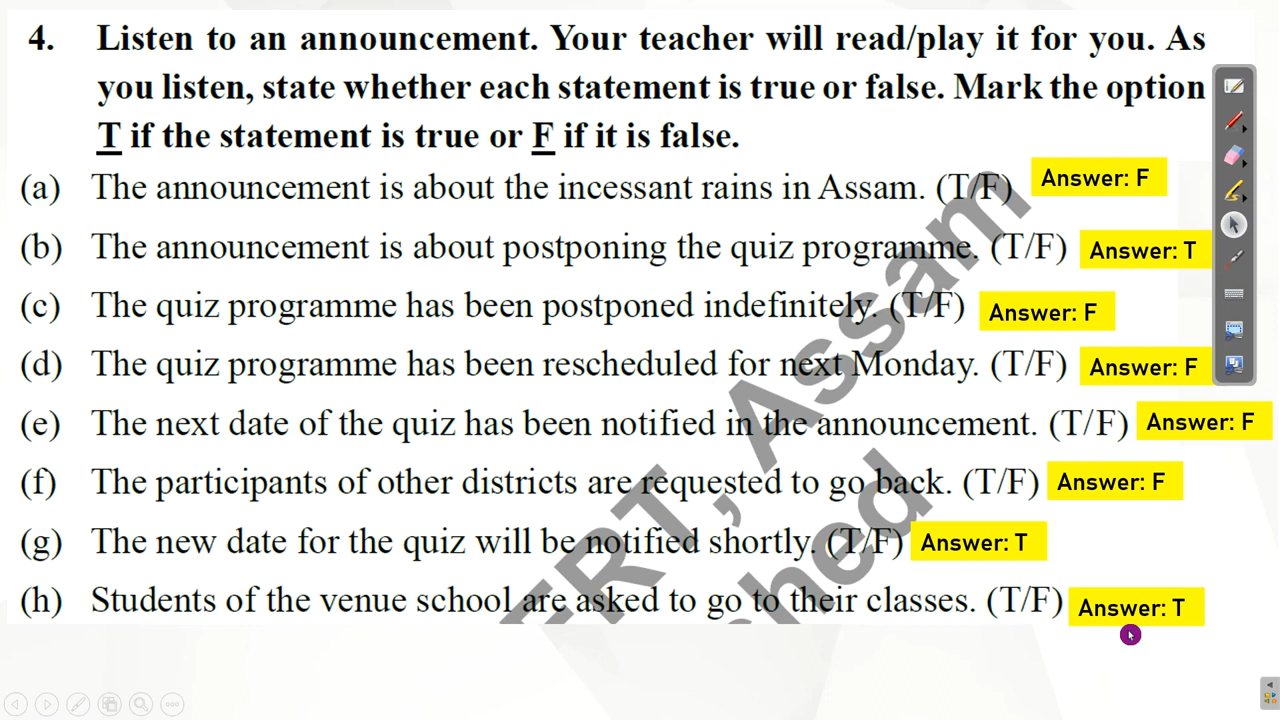 4. Listen to an announcement. Your teacher will read/play it for you. As
you listen, state whether each statement is true or false. Mark the option
T if the statement is true or F if it is false.
(a) The announcement is about the incessant rains in Assam. (T/F) Answer: F
(b) The announcement is about postponing the quiz programme. (T/F) Answer: T
(c) The quiz programme has been postponed indefinitely. (T/F) Answer: F
(d) The quiz programme has been rescheduled for next Monday. (T/F) Answer: F
(e) The next date of the quiz has been notified in the announcement. (T/F) Answer: F
(f) The participants of other districts are requested to go back. (T/F) Answer: F
(g) The new date for the quiz will be notified shortly. (T/F) Answer: T
(h) Students of the venue school are asked to go to their classes. (T/F) Answer: T
ERT, Assam
shed